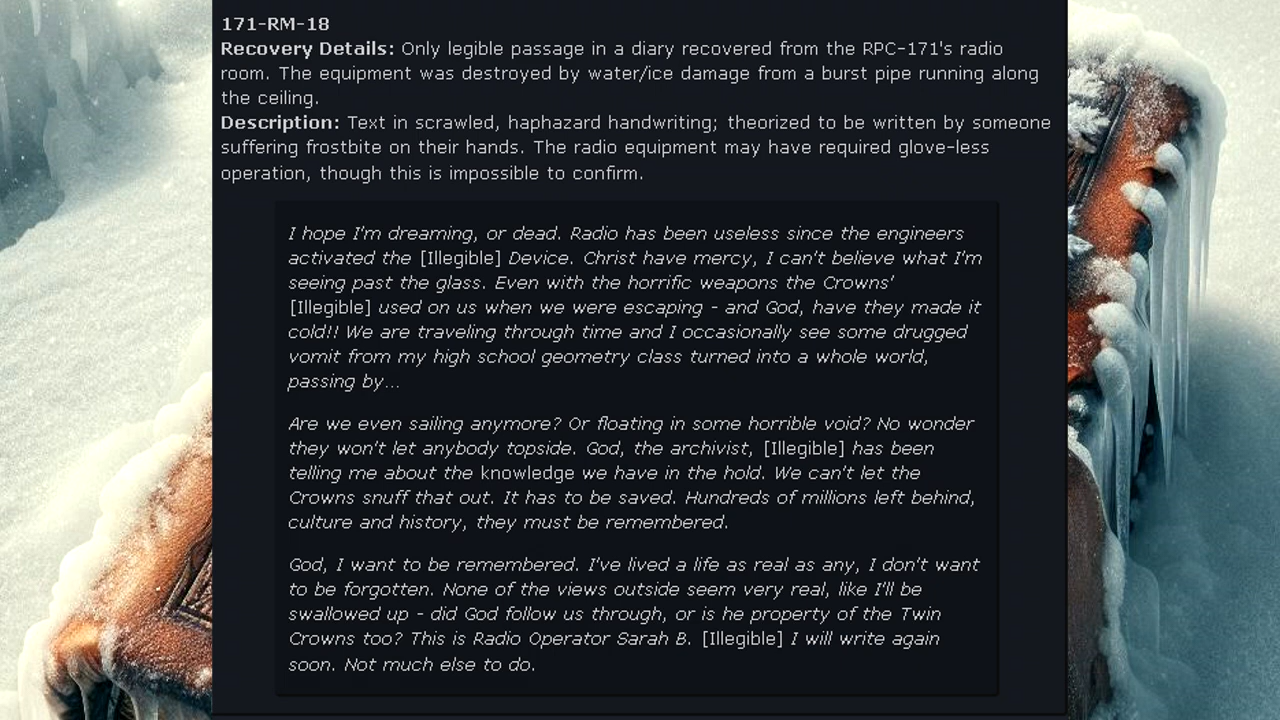 171-RM-18
Recovery Details: Only legible passage in a diary recovered from the RPC-171's radio
room. The equipment was destroyed by water/ice damage from a burst pipe running along
the ceiling.
Description: Text in scrawled, haphazard handwriting; theorized to be written by someone
suffering frostbite on their hands. The radio equipment may have required glove-less
operation, though this is impossible to confirm.
I hope I'm dreaming, or dead. Radio has been useless since the engineers
activated the [Illegible] Device. Christ have mercy, I can't believe what I'm
seeing past the glass. Even with the horrific weapons the Crowns'
[Illegible] used on us when we were escaping - and God, have they made it
cold!! We are traveling through time and I occasionally see some drugged
vomit from my high school geometry class turned into a whole world,
passing by...
Are we even sailing anymore? Or floating in some horrible void? No wonder
they won't let anybody topside. God, the archivist, [Illegible] has been
telling me about the knowledge we have in the hold. We can't let the
Crowns snuff that out. It has to be saved. Hundreds of millions left behind,
culture and history, they must be remembered.
God, I want to be remembered. I've lived a life as real as any, I don't want
to be forgotten. None of the views outside seem very real, like I'll be
swallowed up - did God follow us through, or is he property of the Twin
Crowns too? This is Radio Operator Sarah B. [Illegible] I will write again
soon. Not much else to do.